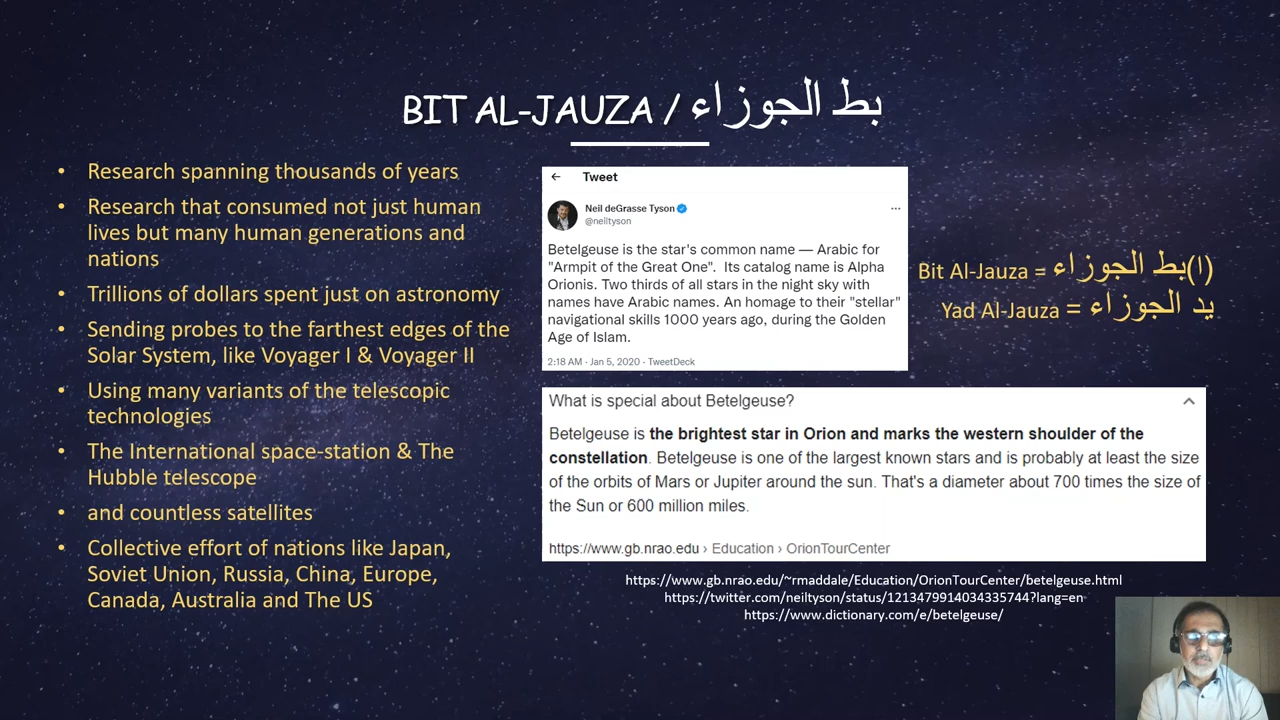 BIT AL-JAUZA / بط الجوزاء
• Research spanning thousands of years
• Research that consumed not just human
lives but many human generations and
nations
• Trillions of dollars spent just on astronomy
• Sending probes to the farthest edges of the
Solar System, like Voyager I & Voyager II
• Using many variants of the telescopic
technologies
• The International space-station & The
Hubble telescope
• and countless satellites
• Collective effort of nations like Japan,
Soviet Union, Russia, China, Europe,
Canada, Australia and The US
← Tweet
Neil deGrasse Tyson
@neiltyson
...
Betelgeuse is the star's common name — Arabic for
"Armpit of the Great One". Its catalog name is Alpha
Orionis. Two thirds of all stars in the night sky with
names have Arabic names. An homage to their "stellar"
navigational skills 1000 years ago, during the Golden
Age of Islam.
2:18 AM · Jan 5, 2020 · TweetDeck
Bit Al-Jauza = (ا)بط الجوزاء
Yad Al-Jauza = يد الجوزاء
What is special about Betelgeuse?
Betelgeuse is the brightest star in Orion and marks the western shoulder of the
constellation. Betelgeuse is one of the largest known stars and is probably at least the size
of the orbits of Mars or Jupiter around the sun. That's a diameter about 700 times the size of
the Sun or 600 million miles.
https://www.gb.nrao.edu › Education › OrionTourCenter
https://www.gb.nrao.edu/~rmaddale/Education/OrionTourCenter/betelgeuse.html
https://twitter.com/neiltyson/status/1213479914034335744?lang=en
https://www.dictionary.com/e/betelgeuse/